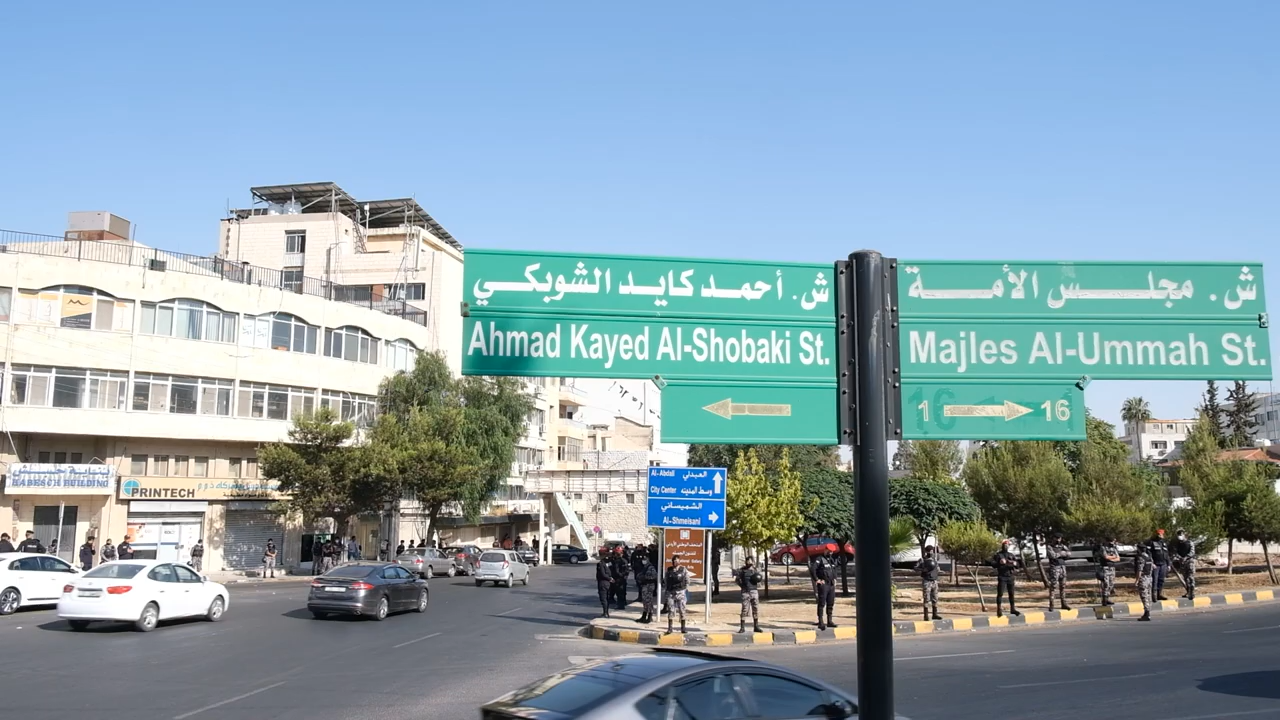 ش. أحمد كايد الشوبكي
Ahmad Kayed Al-Shobaki St.
ش. مجلس الأمة
Majles Al-Ummah St.
1 16
Al-Abdali العبدلي
City Center وسط المدينة
الشميساني
Al-Shmeisani
BUILDING
PRINTECH